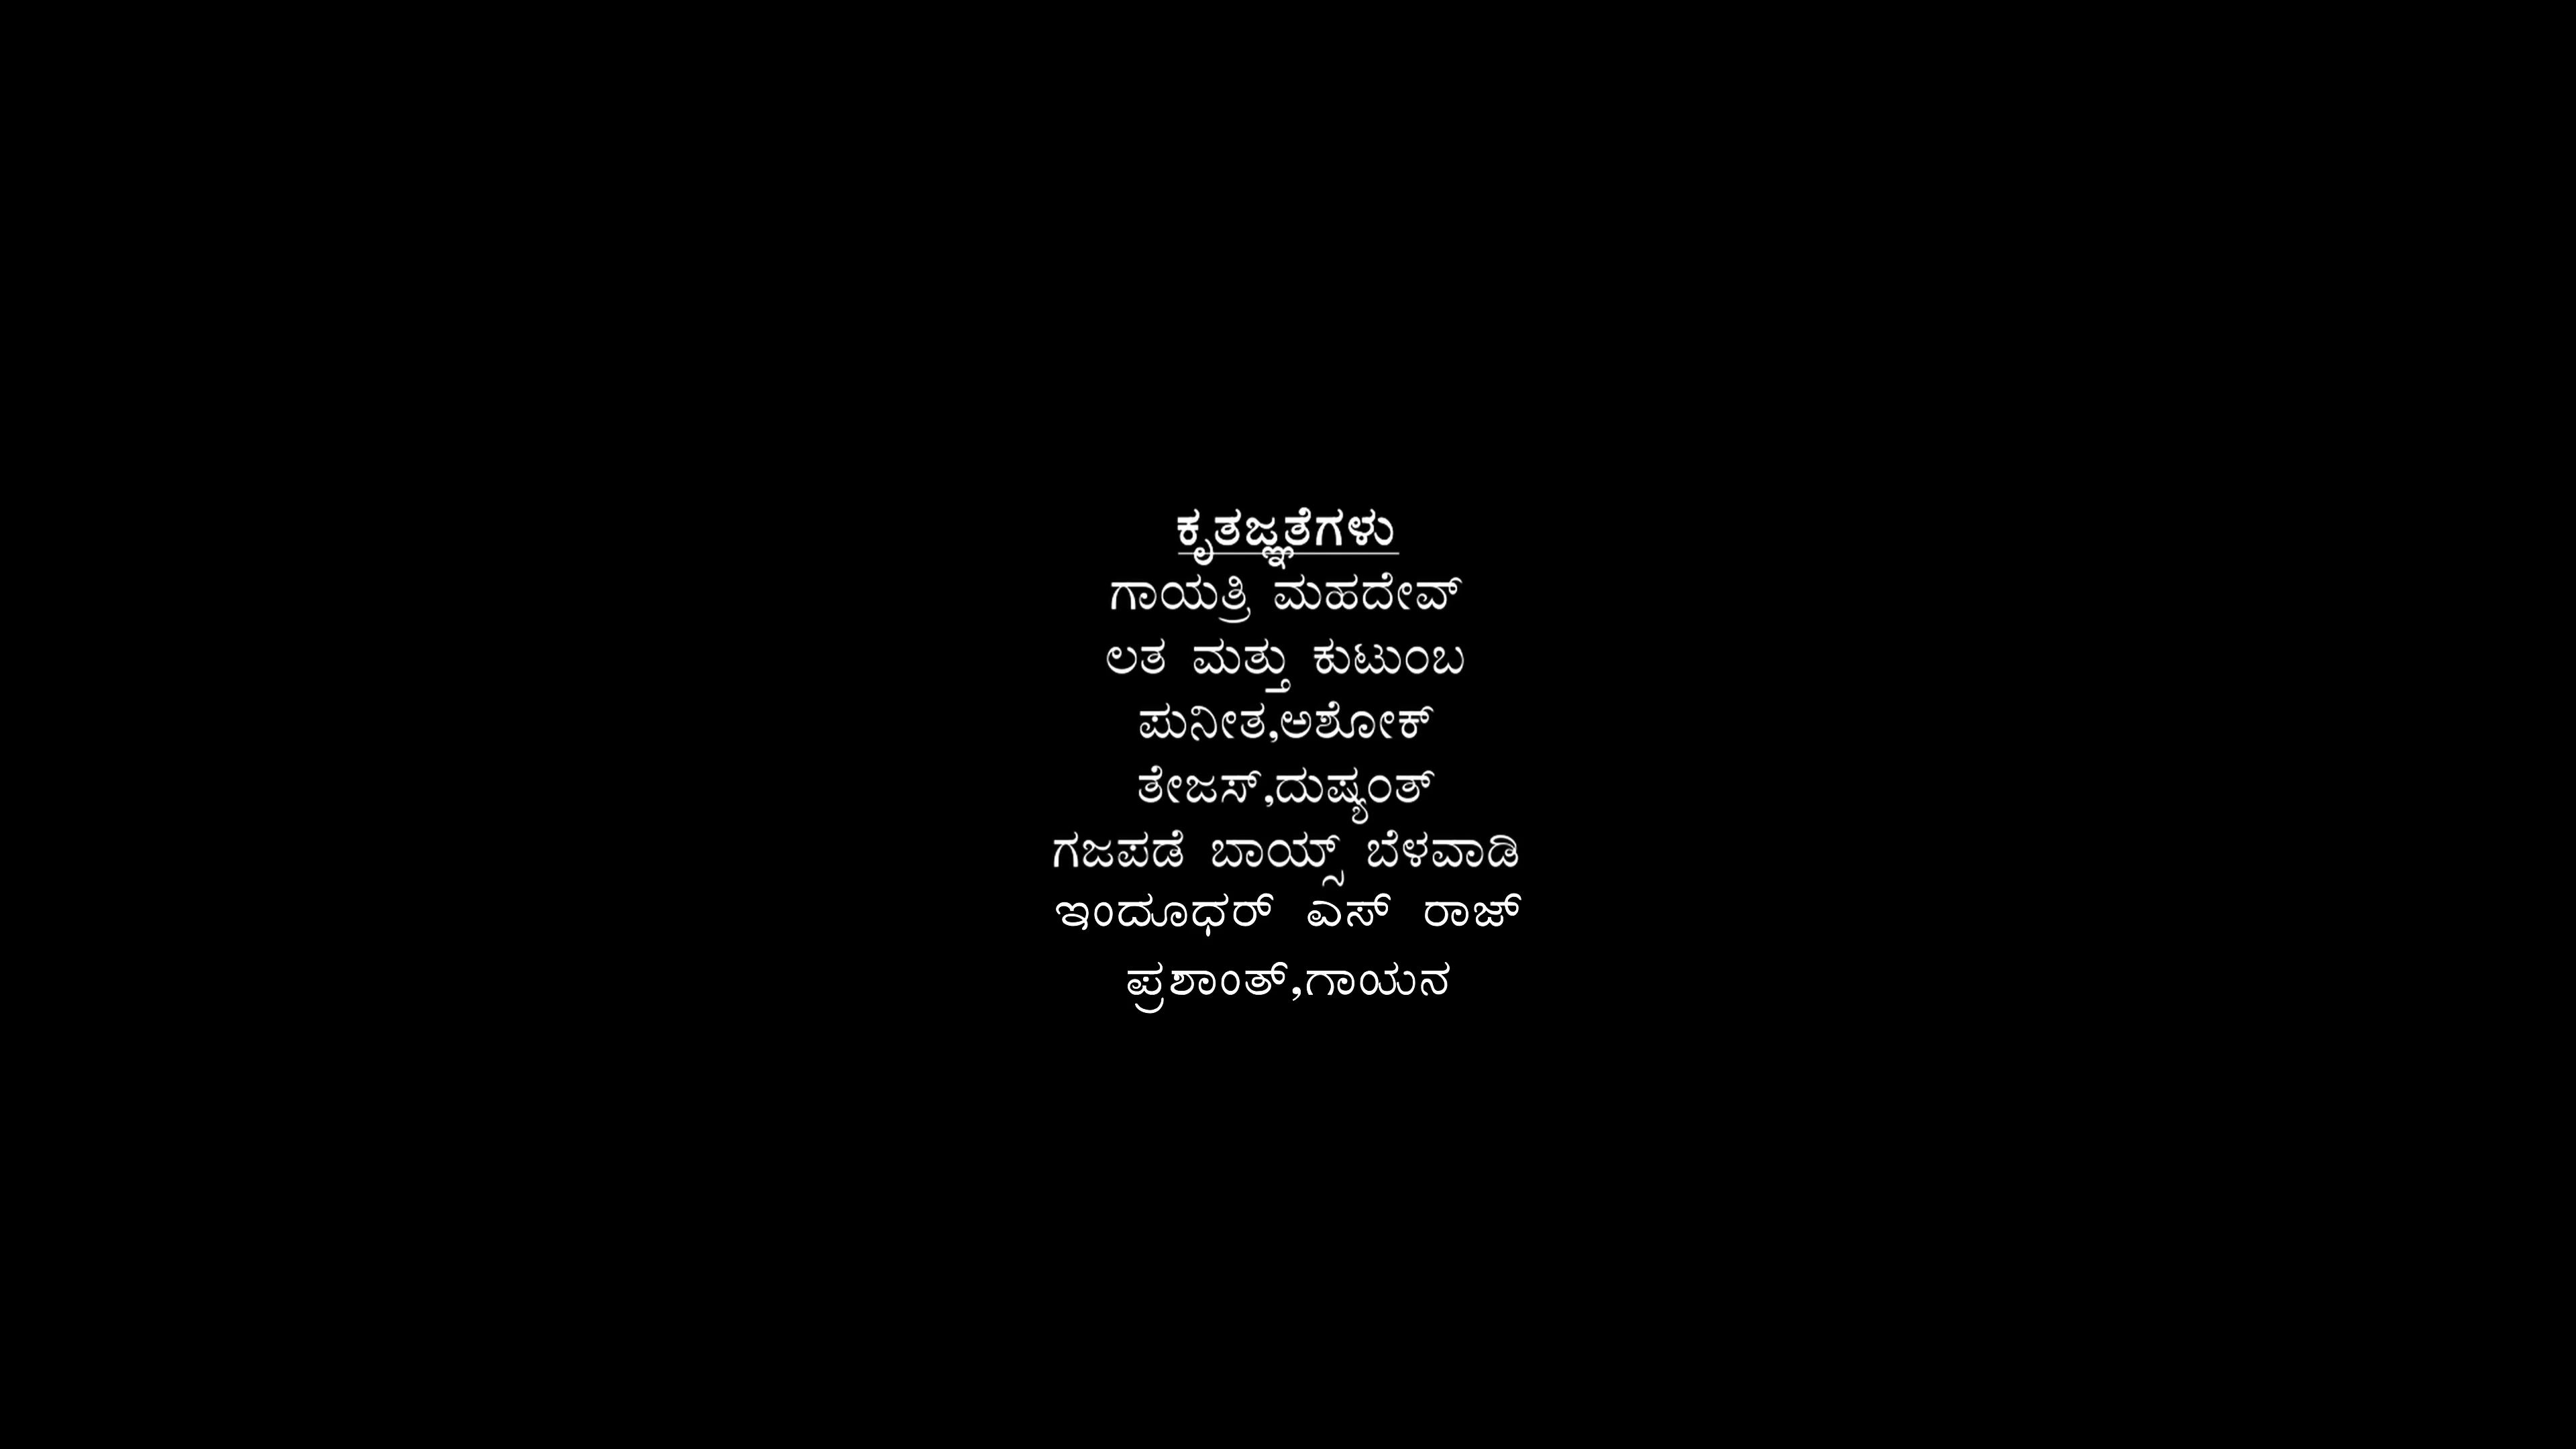 ಕೃತಜ್ಞತೆಗಳು
ಗಾಯತ್ರಿ ಮಹದೇವ್
ಲತ ಮತ್ತು ಕುಟುಂಬ
ಪುನೀತ,ಅಶೋಕ್
ತೇಜಸ್,ದುಷ್ಯಂತ್
ಗಜಪಡೆ ಬಾಯ್ಸ್ ಬೆಳವಾಡಿ
ಇಂದೂಧರ್ ಎಸ್ ರಾಜ್
ಪ್ರಶಾಂತ್,ಗಾಯನ